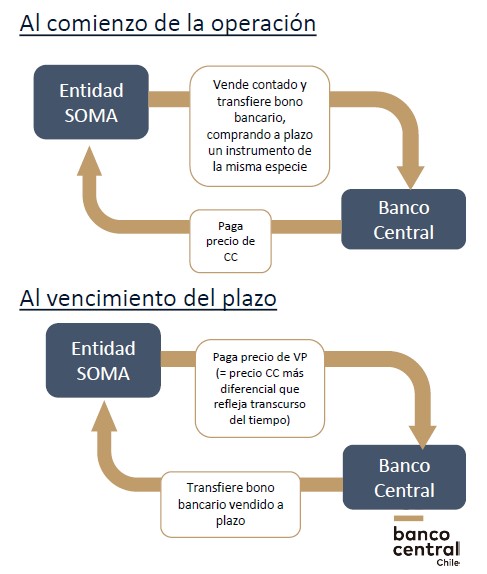 Al comienzo de la operación
Entidad
SOMA
Vende contado y
transfiere bono
bancario,
comprando a plazo
un instrumento de
la misma especie
Banco
Central
Paga
precio de
CC
Al vencimiento del plazo
Entidad
SOMA
Paga precio de VP
(= precio CC más
diferencial que
refleja transcurso
del tiempo)
Banco
Central
Transfiere bono
bancario vendido a
plazo
banco
central
Chile